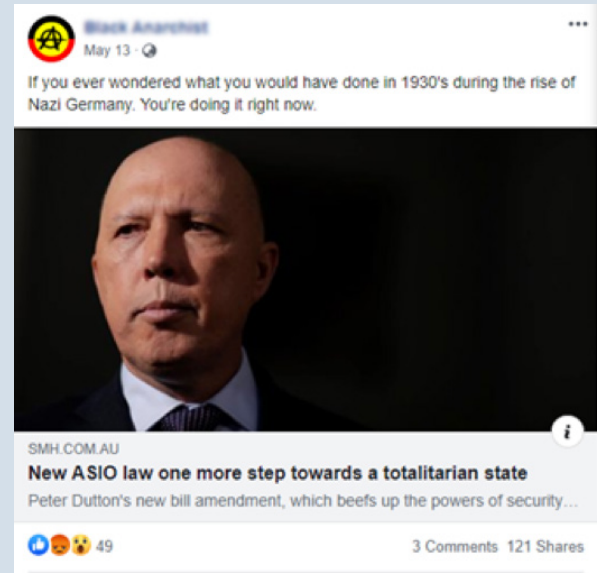 May 13
If you ever wondered what you would have done in 1930's during the rise of
Nazi Germany. You're doing it right now.
i
SMH.COM.AU
New ASIO law one more step towards a totalitarian state
Peter Dutton's new bill amendment, which beefs up the powers of security...
49
3 Comments 121 Shares